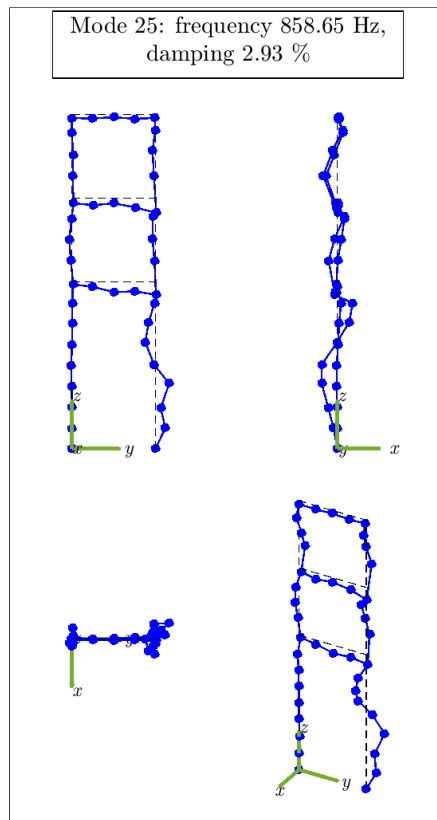 Mode 25: frequency 858.65 Hz,
damping 2.93 %
z
x
y
z
y
x
y
x
z
y
x